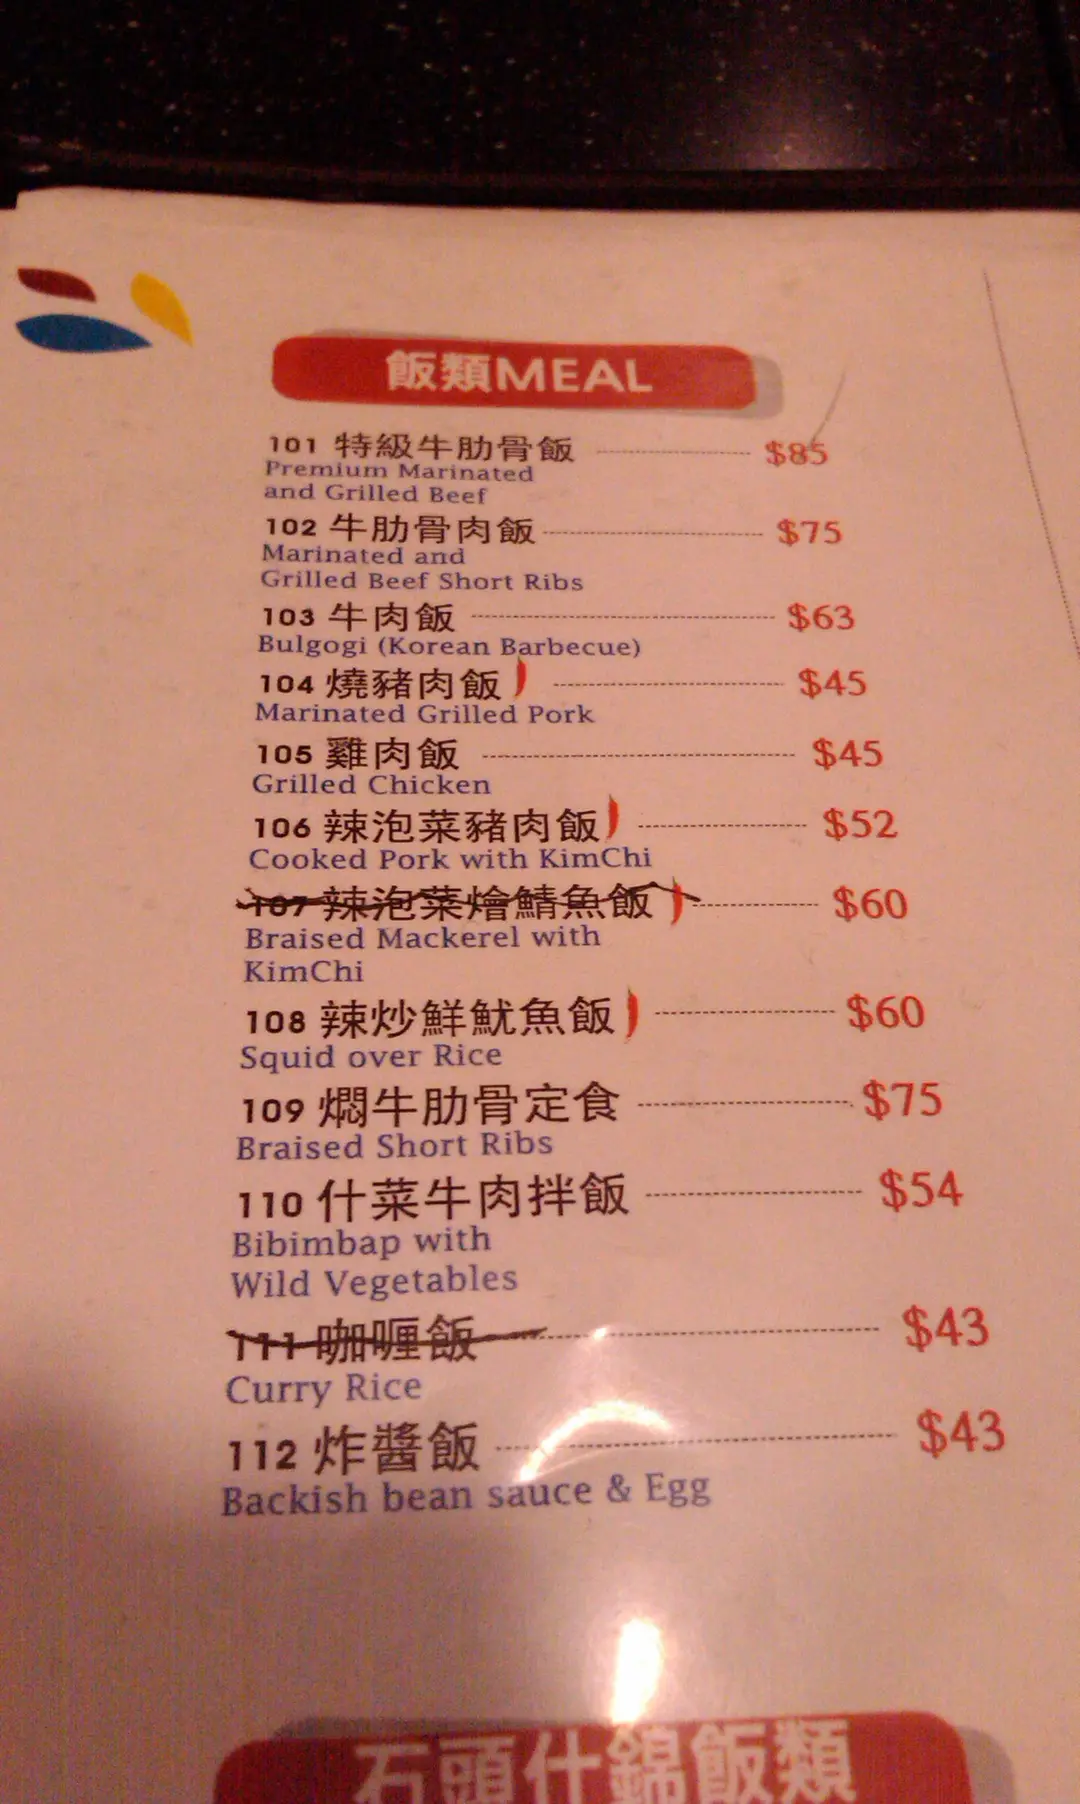 飯類MEAL
101 特級牛肋骨飯 $85
Premium Marinated
and Grilled Beef
102 牛肋骨肉飯 $75
Marinated and
Grilled Beef Short Ribs
103 牛肉飯 $63
Bulgogi (Korean Barbecue)
104 燒豬肉飯 $45
Marinated Grilled Pork
105 雞肉飯 $45
Grilled Chicken
106 辣泡菜豬肉飯 $52
Cooked Pork with KimChi
107 辣泡菜燴鯖魚飯 $60
Braised Mackerel with
KimChi
108 辣炒鮮魷魚飯 $60
Squid over Rice
109 燜牛肋骨定食 $75
Braised Short Ribs
110 什菜牛肉拌飯 $54
Bibimbap with
Wild Vegetables
111 咖喱飯 $43
Curry Rice
112 炸醬飯 $43
Backish bean sauce & Egg
石頭什錦飯類